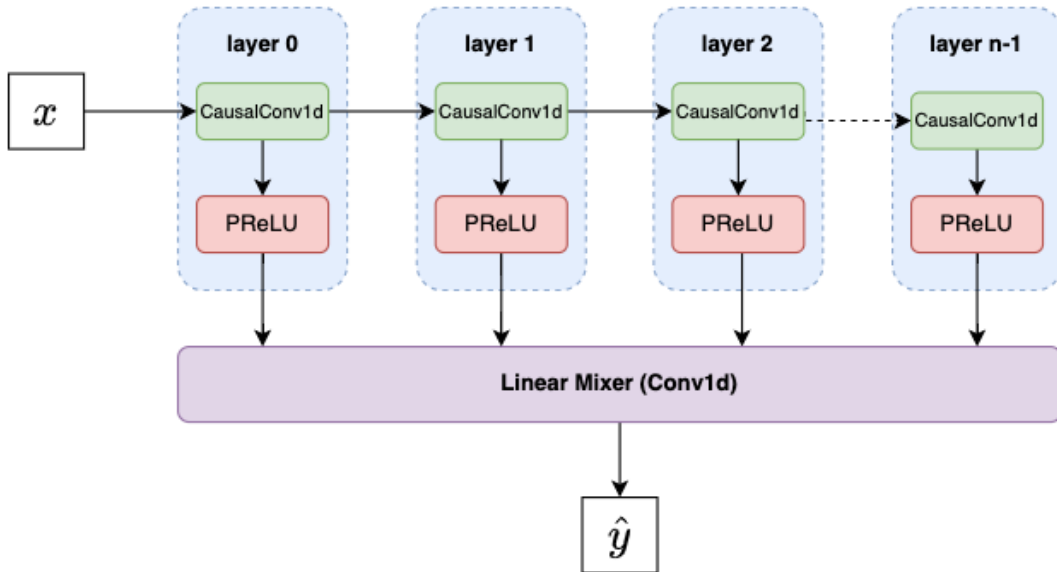 layer 0
layer 1
layer 2
layer n-1
x
CausalConv1d
CausalConv1d
CausalConv1d
CausalConv1d
PReLU
PReLU
PReLU
PReLU
Linear Mixer (Conv1d)
ŷ